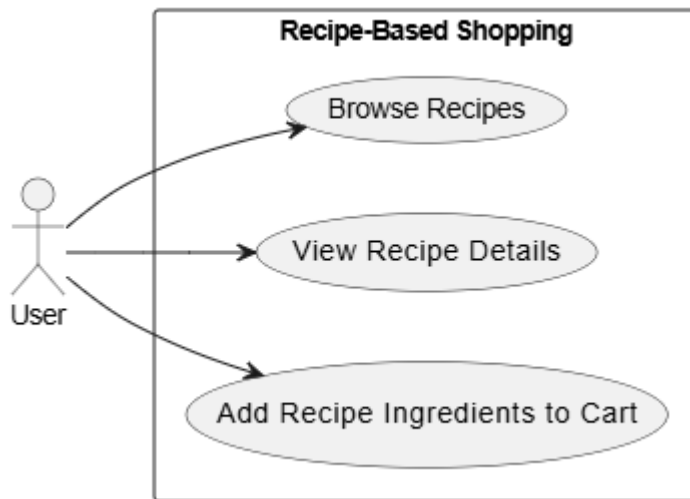 Recipe-Based Shopping
Browse Recipes
View Recipe Details
User
Add Recipe Ingredients to Cart